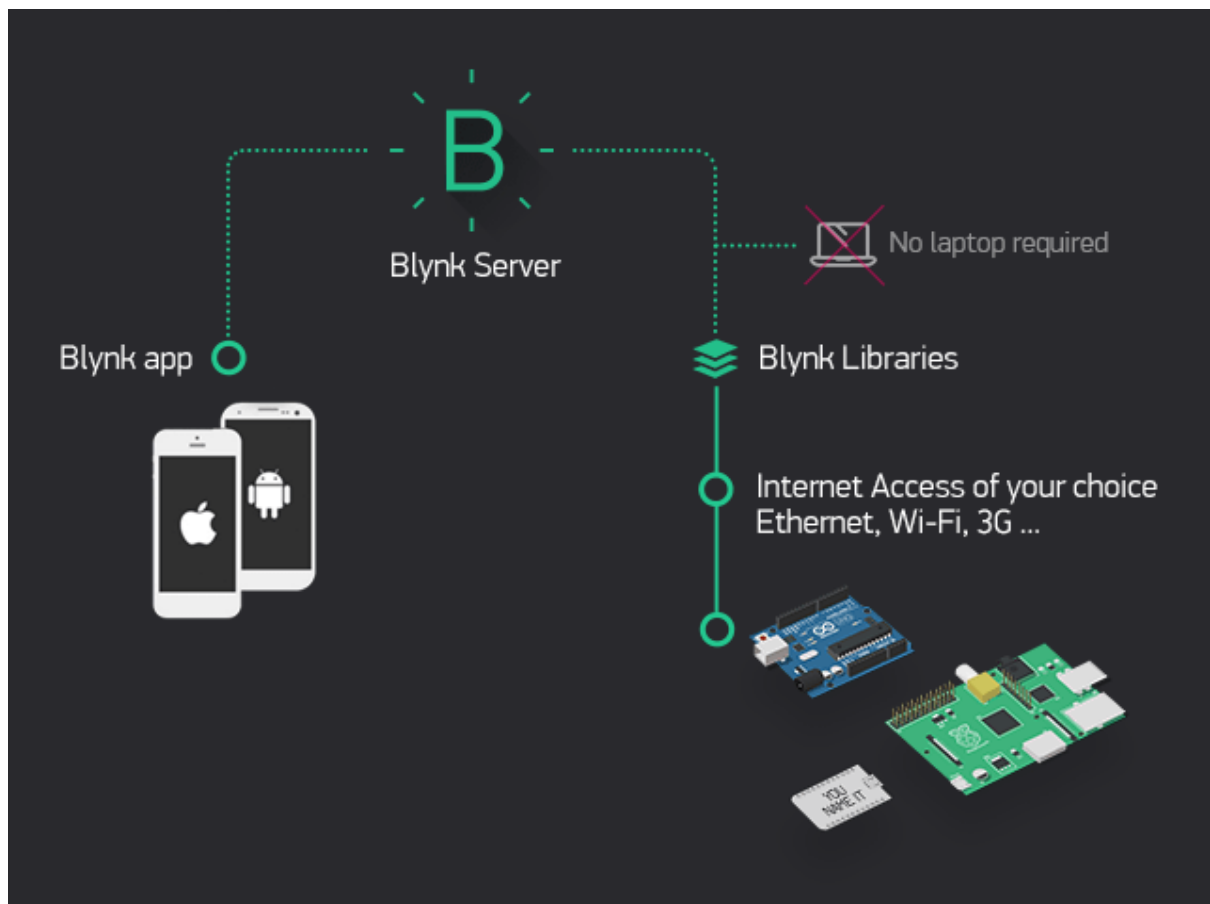 B
Blynk Server
No laptop required
Blynk app
Blynk Libraries
Internet Access of your choice
Ethernet, Wi-Fi, 3G ...
YOU
NAME IT